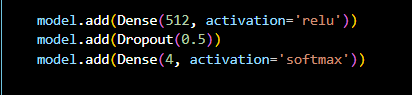 model.add(Dense(512, activation='relu'))
model.add(Dropout(0.5))
model.add(Dense(4, activation='softmax'))